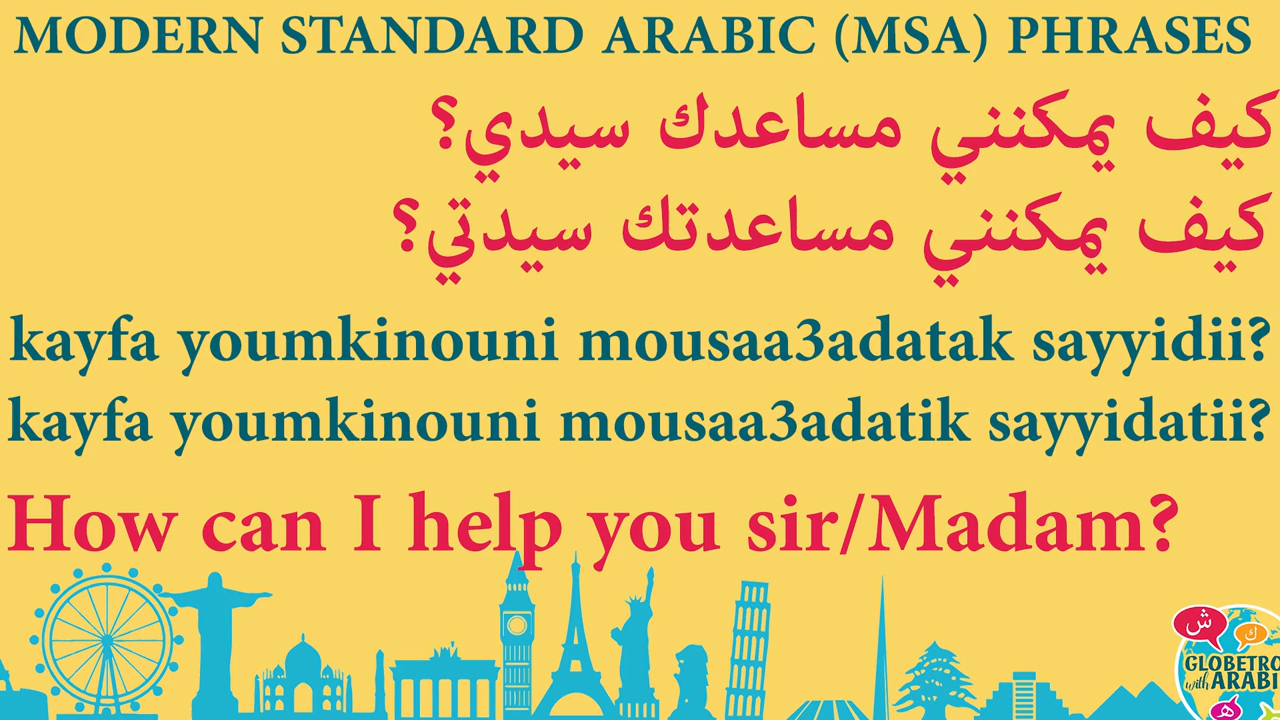 MODERN STANDARD ARABIC (MSA) PHRASES
كيف يمكنني مساعدك سيدي؟
كيف يمكنني مساعدتك سيدتي؟
kayfa youmkinouni mousaa3adatak sayyidii?
kayfa youmkinouni mousaa3adatik sayyidatii?
How can I help you sir/Madam?
ش
ك
with
ه